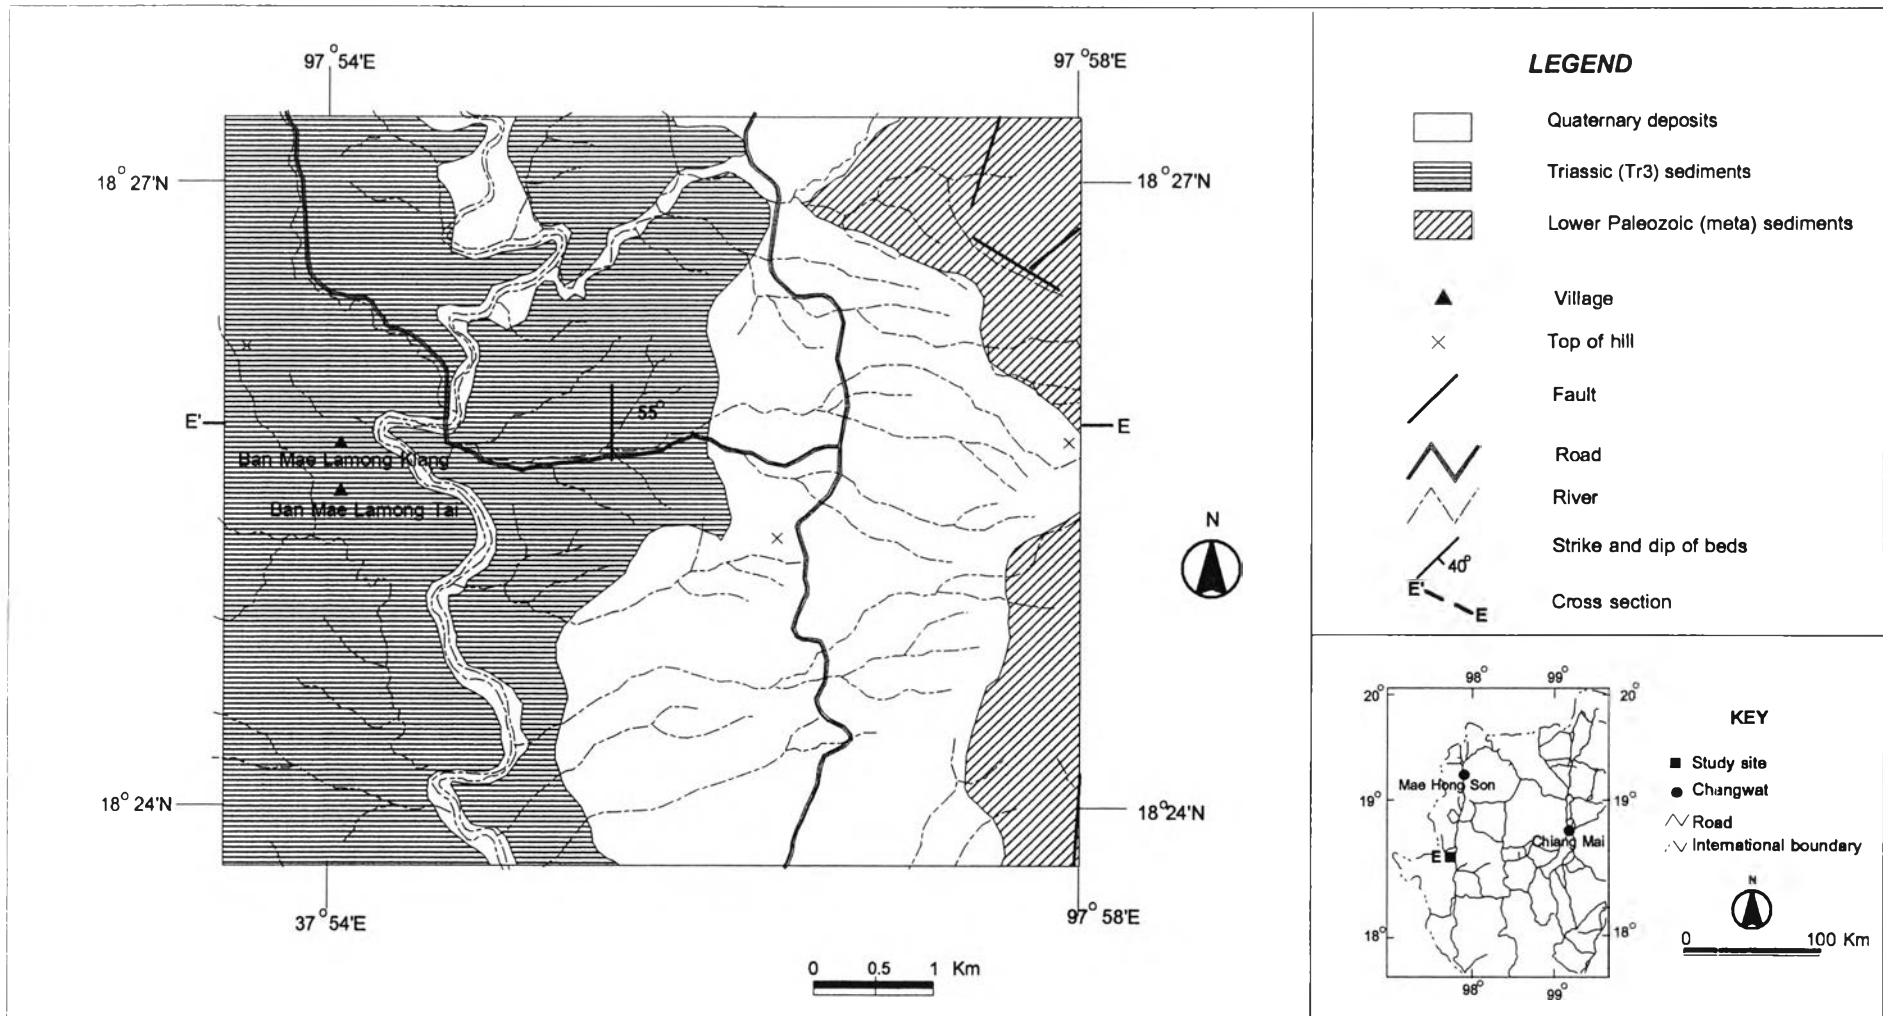 97°54'E
97°58'E
18°27'N
18°27'N
E'
55°
E
Ban Mae Lamong Klang
Ban Mae Lamong Tai
N
18°24'N
18°24'N
37°54'E
97°58'E
0 0.5 1 Km
LEGEND
Quaternary deposits
Triassic (Tr3) sediments
Lower Paleozoic (meta) sediments
Village
Top of hill
Fault
Road
River
Strike and dip of beds
40°
E'
E
Cross section
98° 99°
20° 20°
Mae Hong Son
19° 19°
Chiang Mai
E
18° 18°
98° 99°
KEY
Study site
Changwat
Road
International boundary
N
0 100 Km